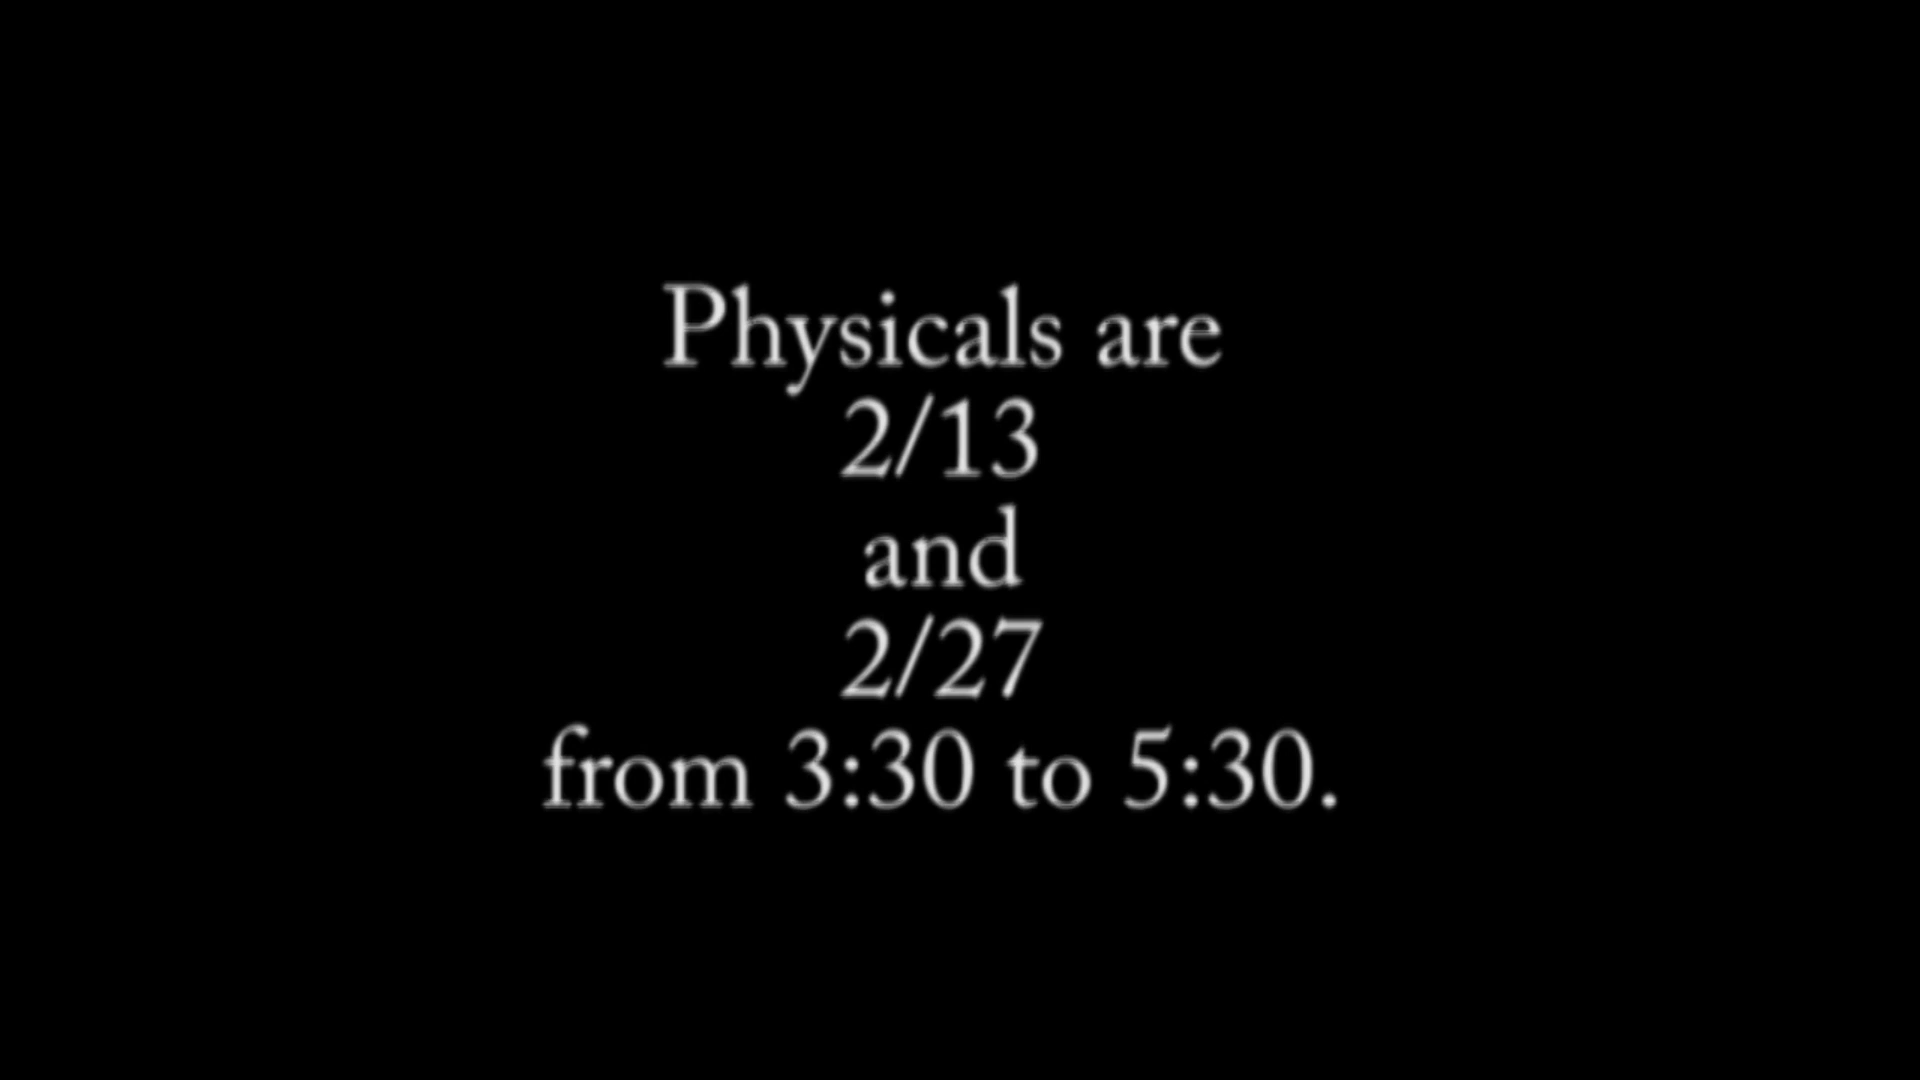 Physicals are
2/13
and
2/27
from 3:30 to 5:30.